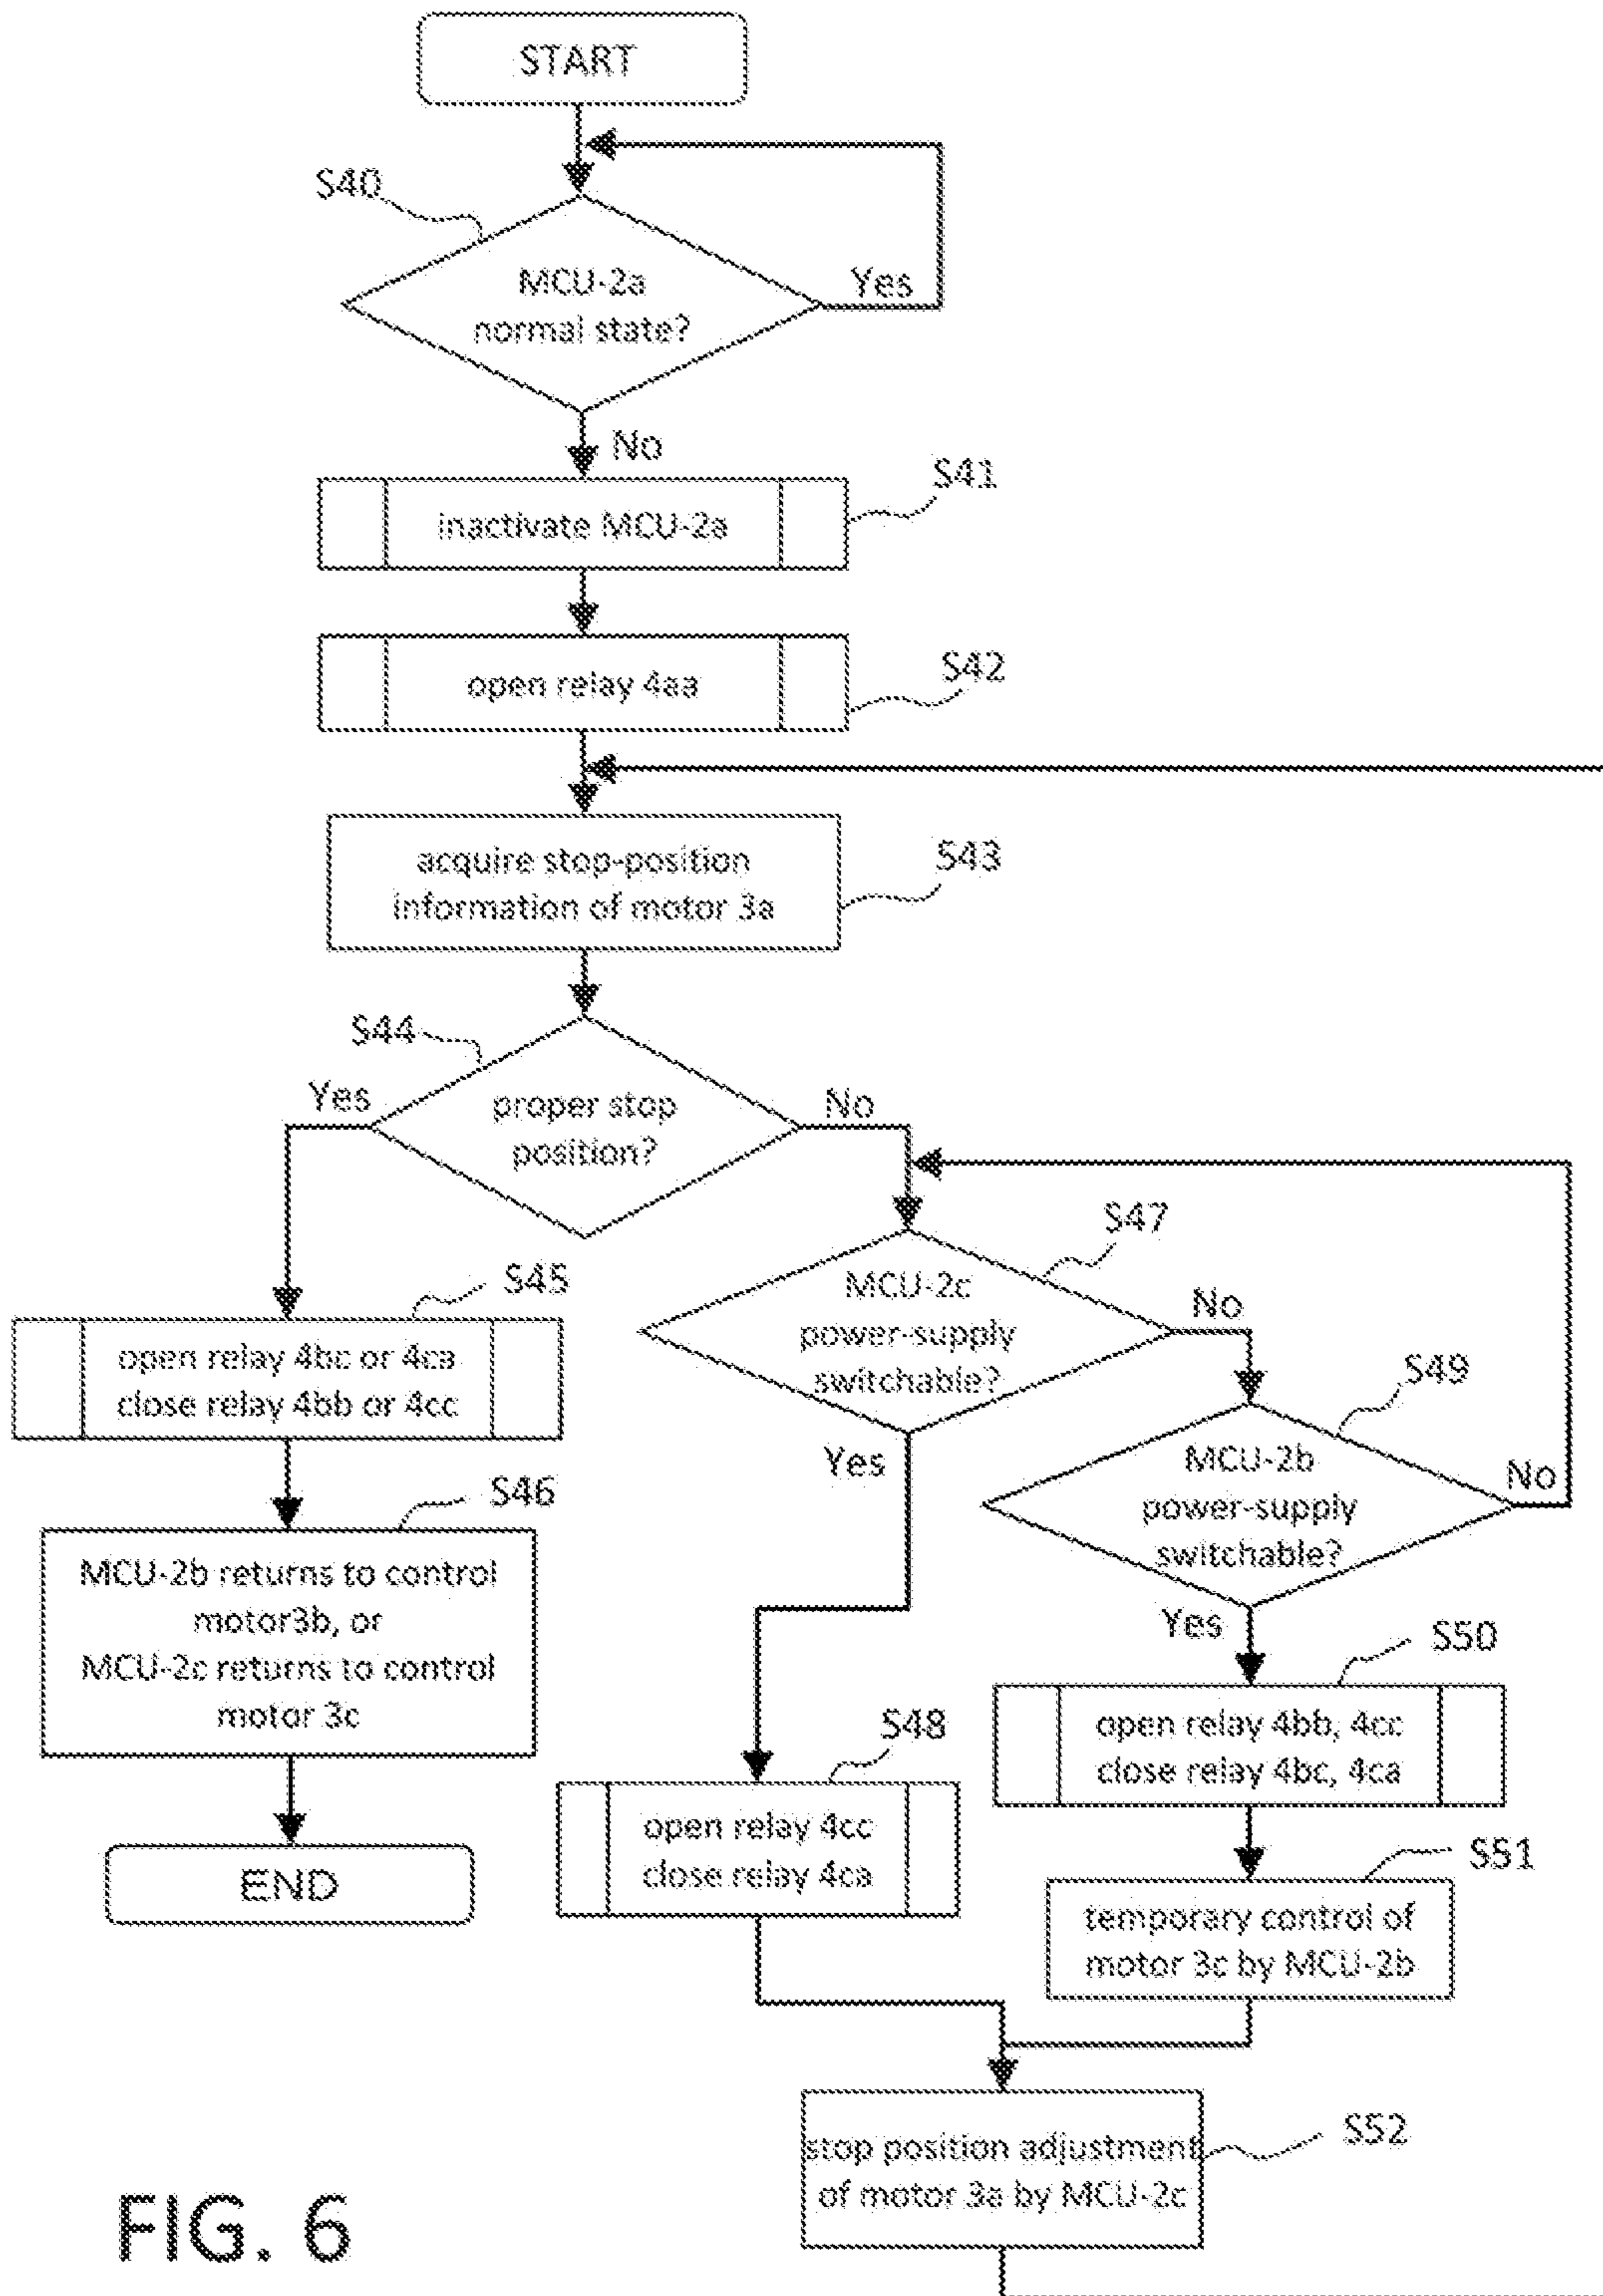 START
S40
MCU-2a
normal state?
Yes
No
S41
inactivate MCU-2a
S42
open relay 4aa
S43
acquire stop-position
information of motor 3a
S44
proper stop
position?
Yes
No
S45
open relay 4bc or 4ca
close relay 4bb or 4cc
S46
MCU-2b returns to control
motor3b, or
MCU-2c returns to control
motor 3c
END
S47
MCU-2c
power-supply
switchable?
No
Yes
S49
MCU-2b
power-supply
switchable?
No
Yes
S48
open relay 4cc
close relay 4ca
S50
open relay 4bb, 4cc
close relay 4bc, 4ca
S51
temporary control of
motor 3c by MCU-2b
S52
stop position adjustment
of motor 3a by MCU-2c
FIG. 6